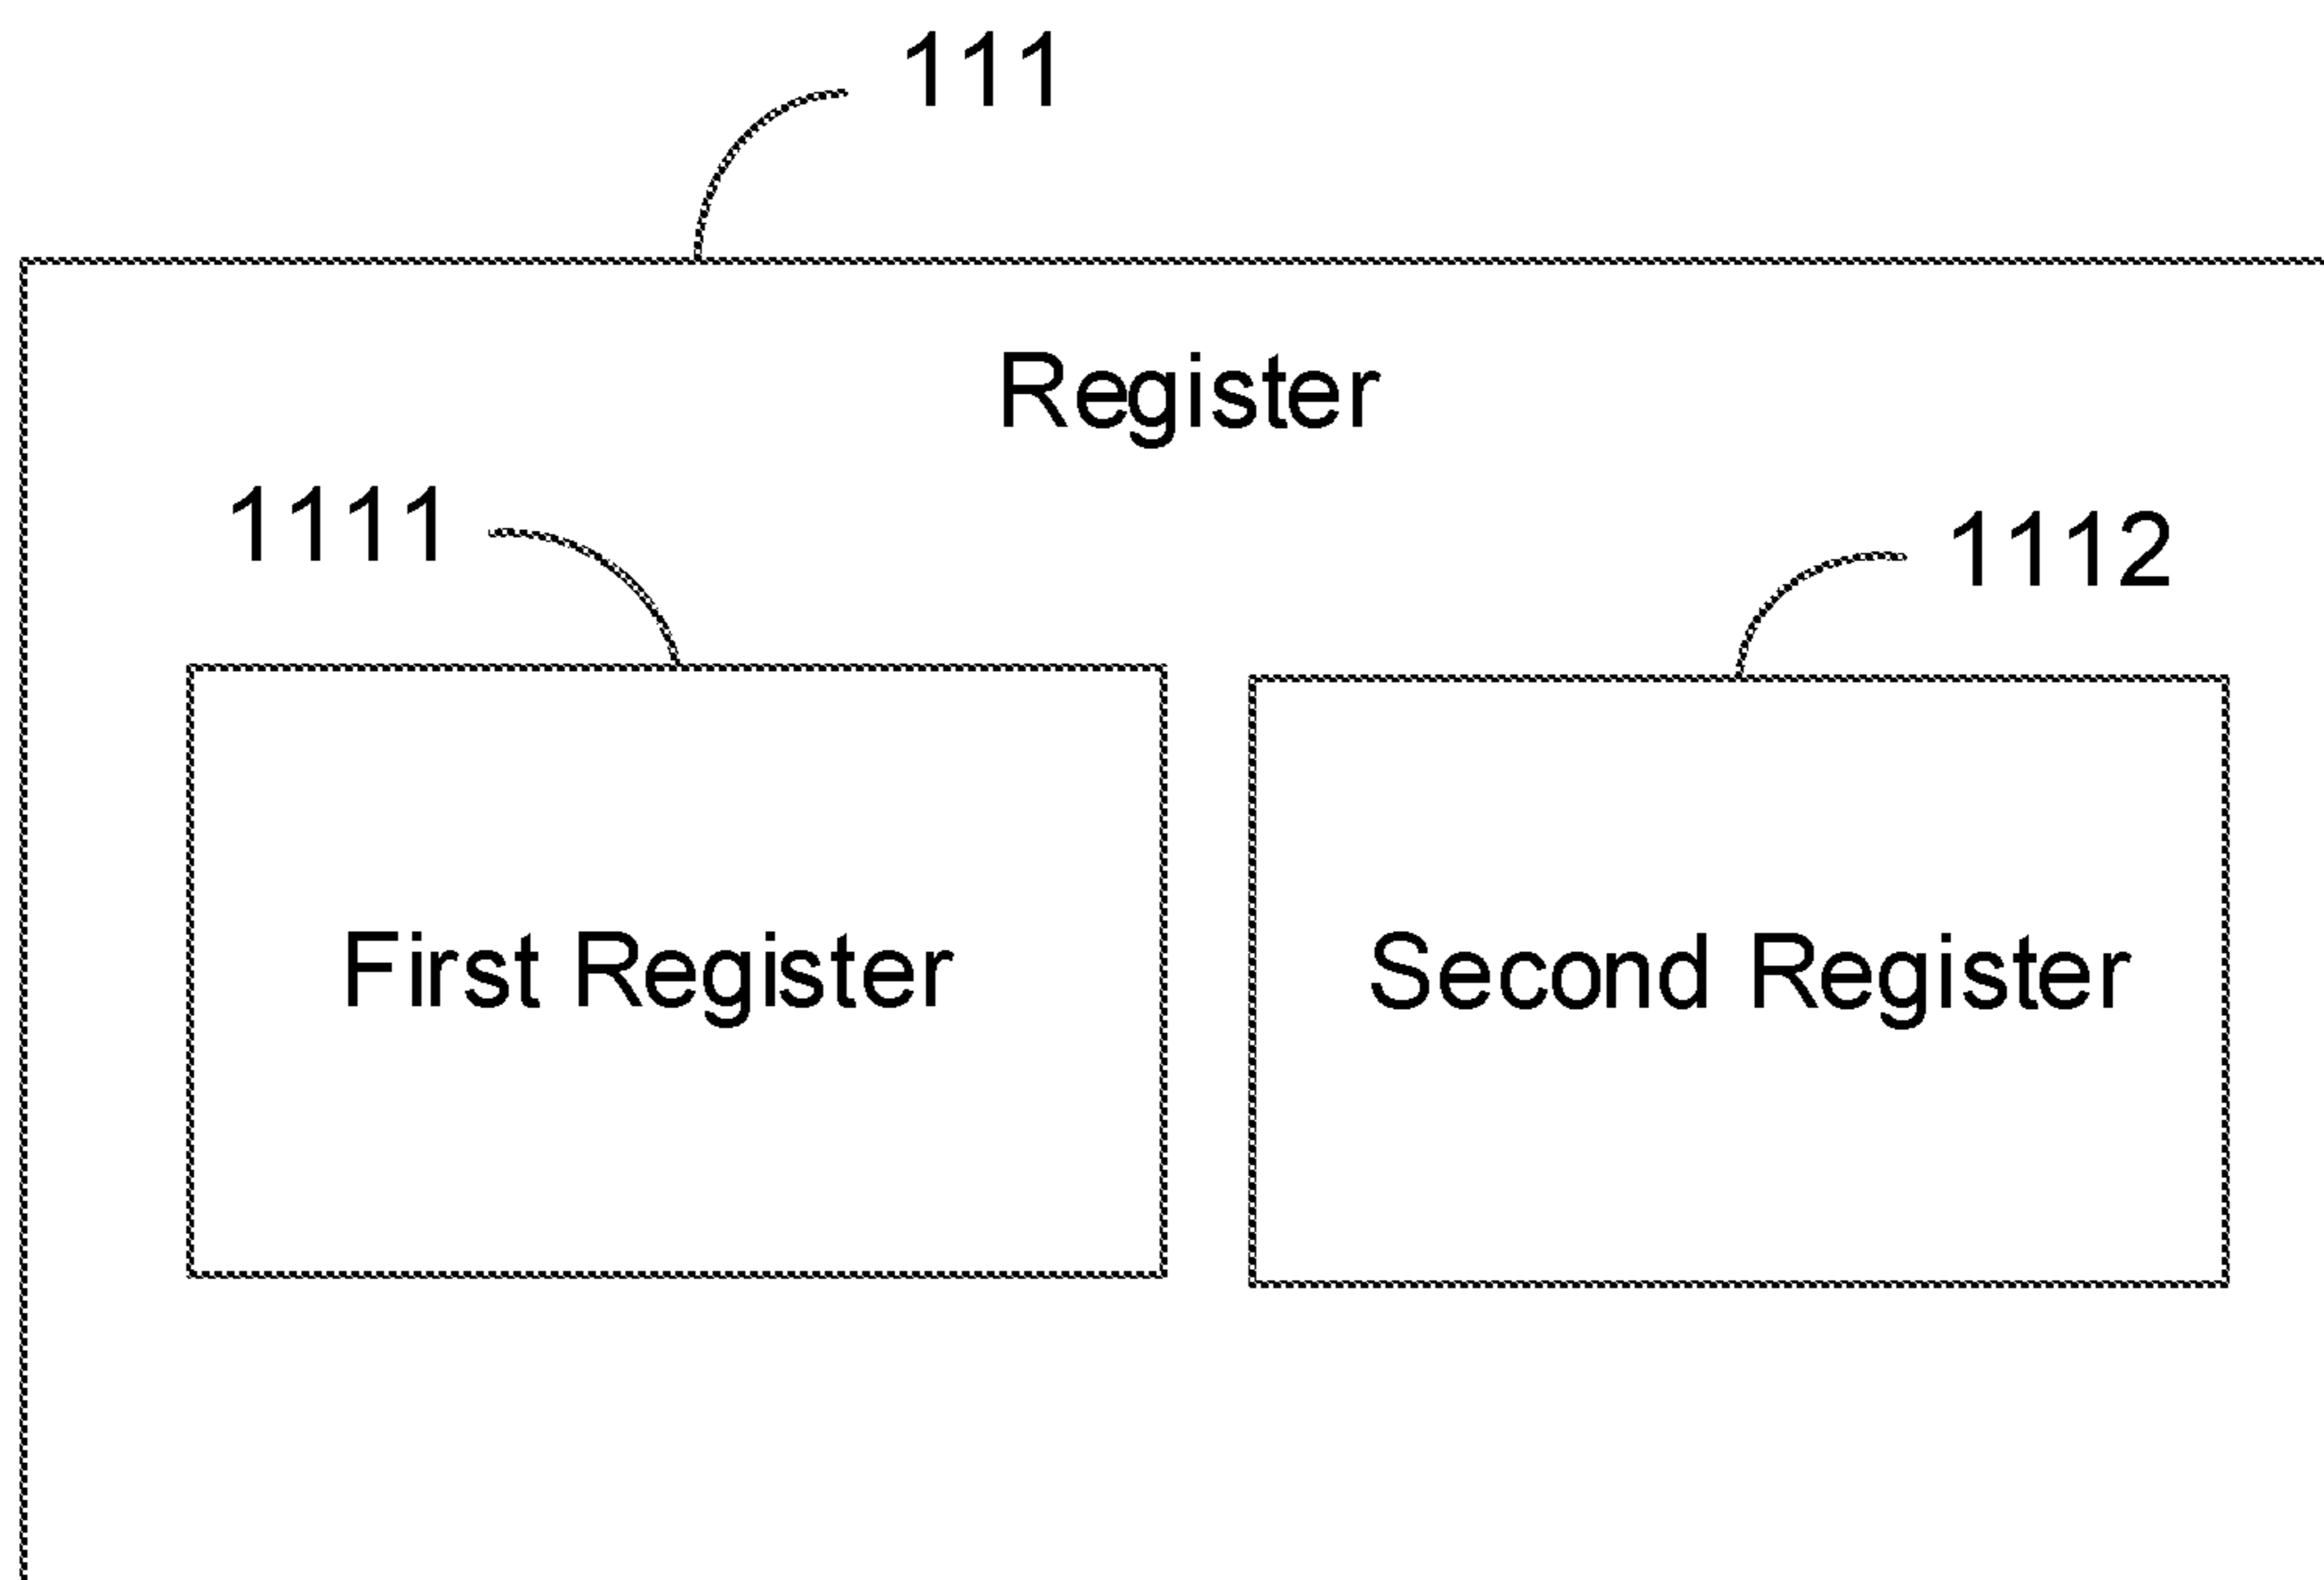 111
Register
1111
1112
First Register
Second Register